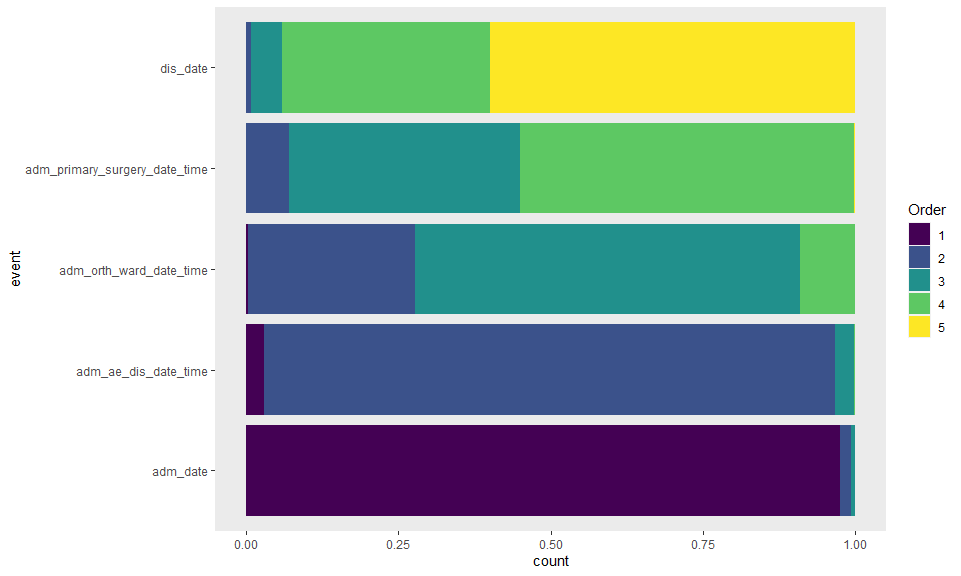 dis_date
adm_primary_surgery_date_time
adm_orth_ward_date_time
adm_ae_dis_date_time
adm_date
event
0.00
0.25
0.50
0.75
1.00
count
Order
1
2
3
4
5